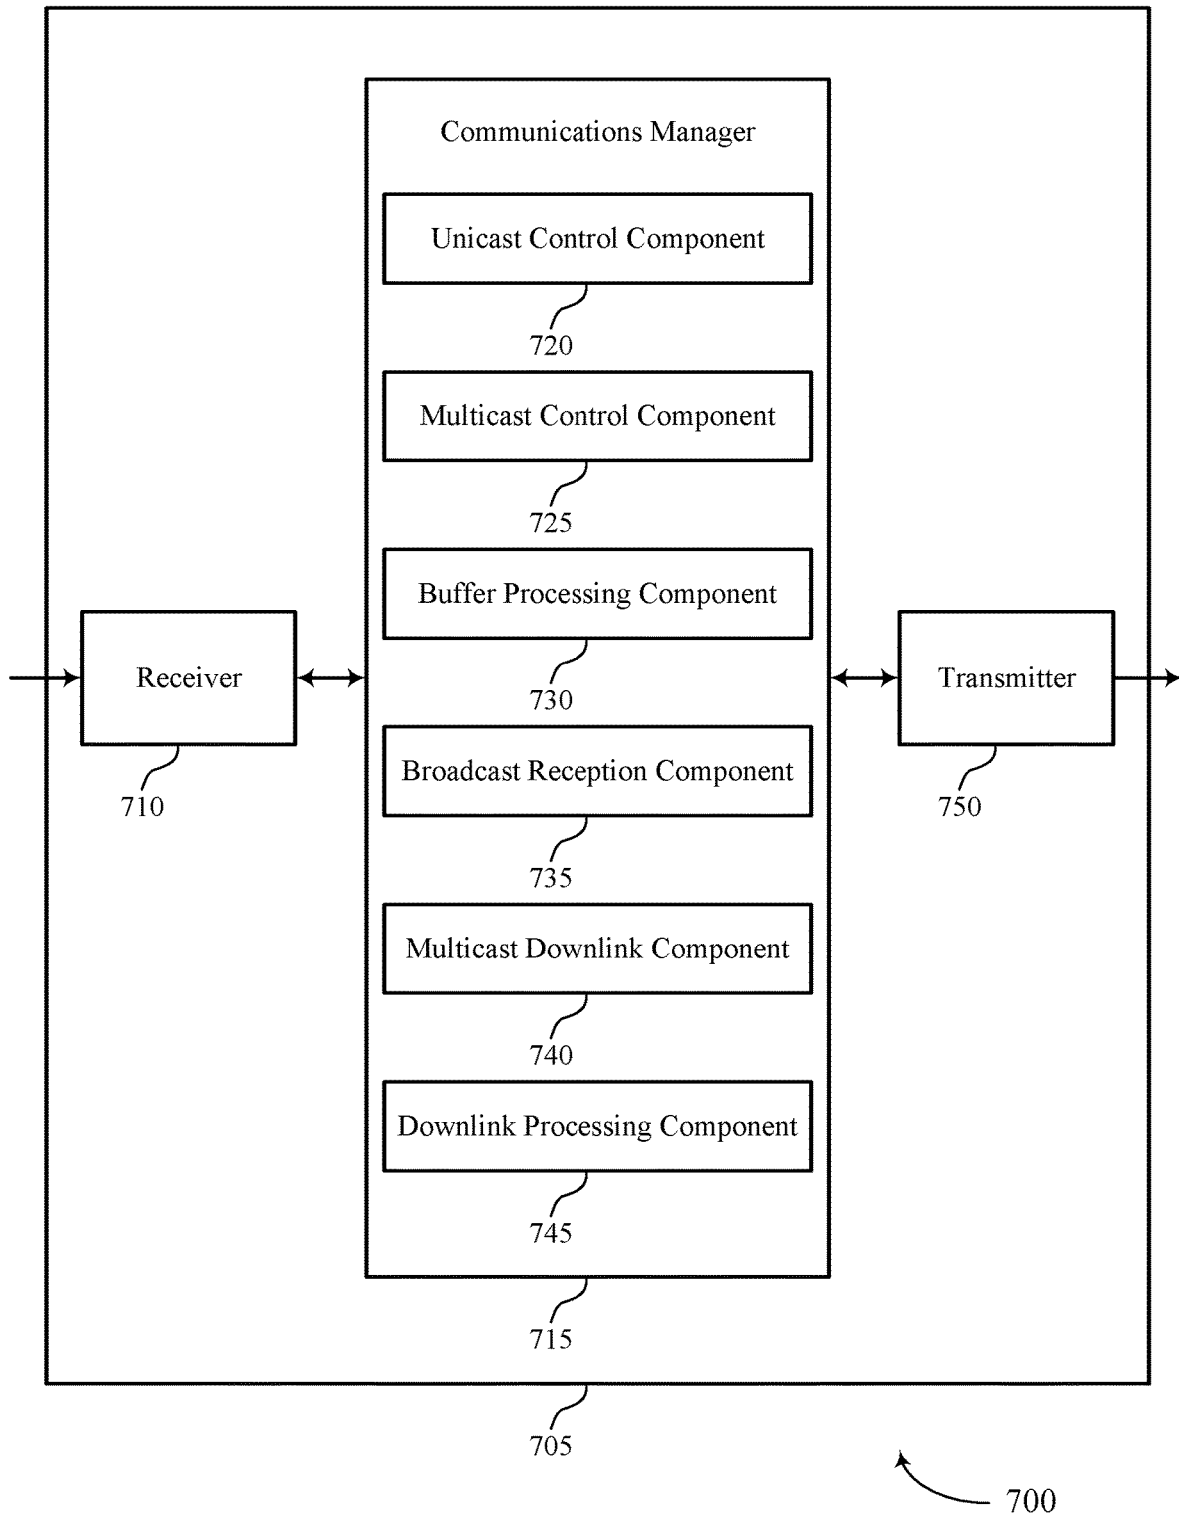 Communications Manager
Unicast Control Component
720
Multicast Control Component
725
Buffer Processing Component
730
Receiver
710
Transmitter
750
Broadcast Reception Component
735
Multicast Downlink Component
740
Downlink Processing Component
745
715
705
700